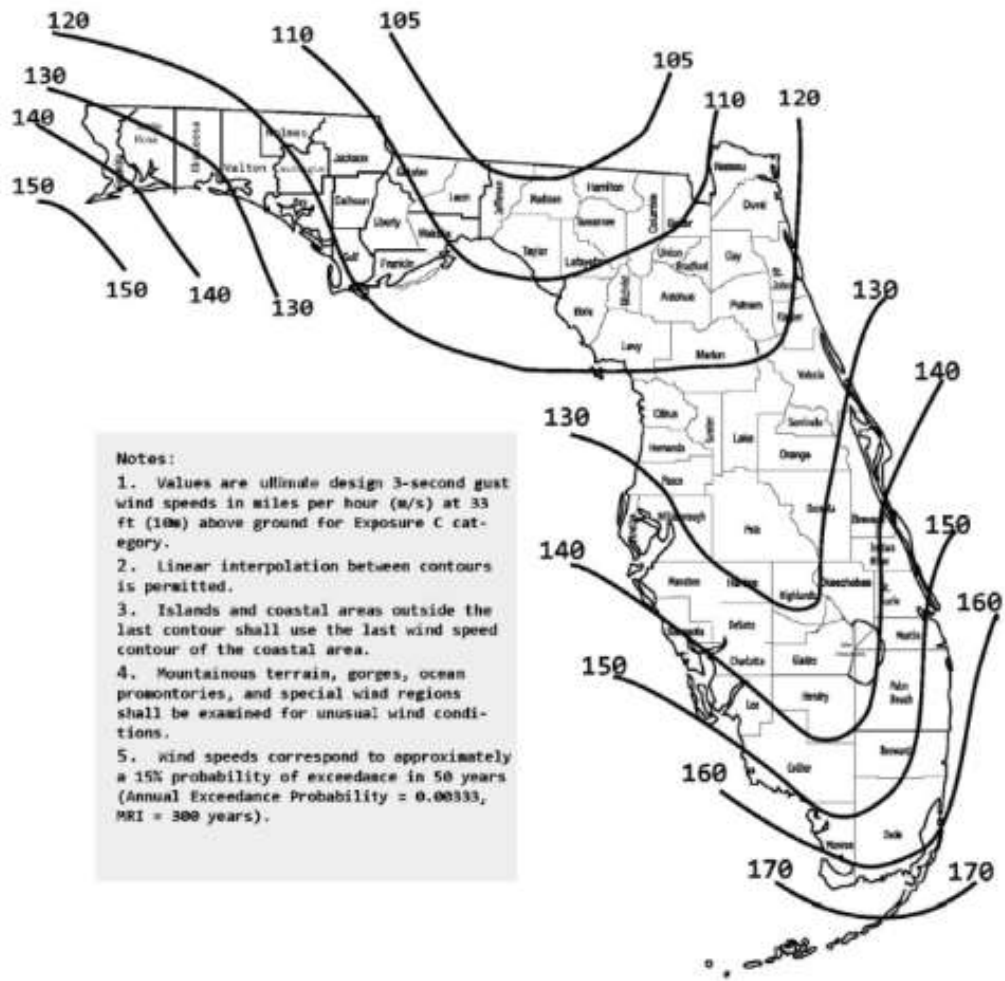 120
110
105
105
110
120
130
140
150
Holmes
Jackson
Walton
Calhoun
Liberty
Gulf
Franklin
Leon
Jefferson
Madison
Hamilton
Taylor
Lafayette
Columbia
Union
Bradford
Nassau
Duval
Clay
Putnam
Levy
Marion
Volusia
150
140
130
130
140
130
Citrus
Hernando
Pasco
Sumter
Lake
Seminole
Orange
Osceola
Polk
Notes:
1. Values are ultimate design 3-second gust
wind speeds in miles per hour (m/s) at 33
ft (10m) above ground for Exposure C cat-
egory.
2. Linear interpolation between contours
is permitted.
3. Islands and coastal areas outside the
last contour shall use the last wind speed
contour of the coastal area.
4. Mountainous terrain, gorges, ocean
promontories, and special wind regions
shall be examined for unusual wind condi-
tions.
5. Wind speeds correspond to approximately
a 15% probability of exceedance in 50 years
(Annual Exceedance Probability = 0.00333,
MRI = 300 years).
140
150
160
Manatee
Highlands
Okeechobee
DeSoto
Charlotte
Glades
Martin
Lee
Hendry
Palm
Beach
150
160
Collier
Broward
Monroe
Dade
170
170